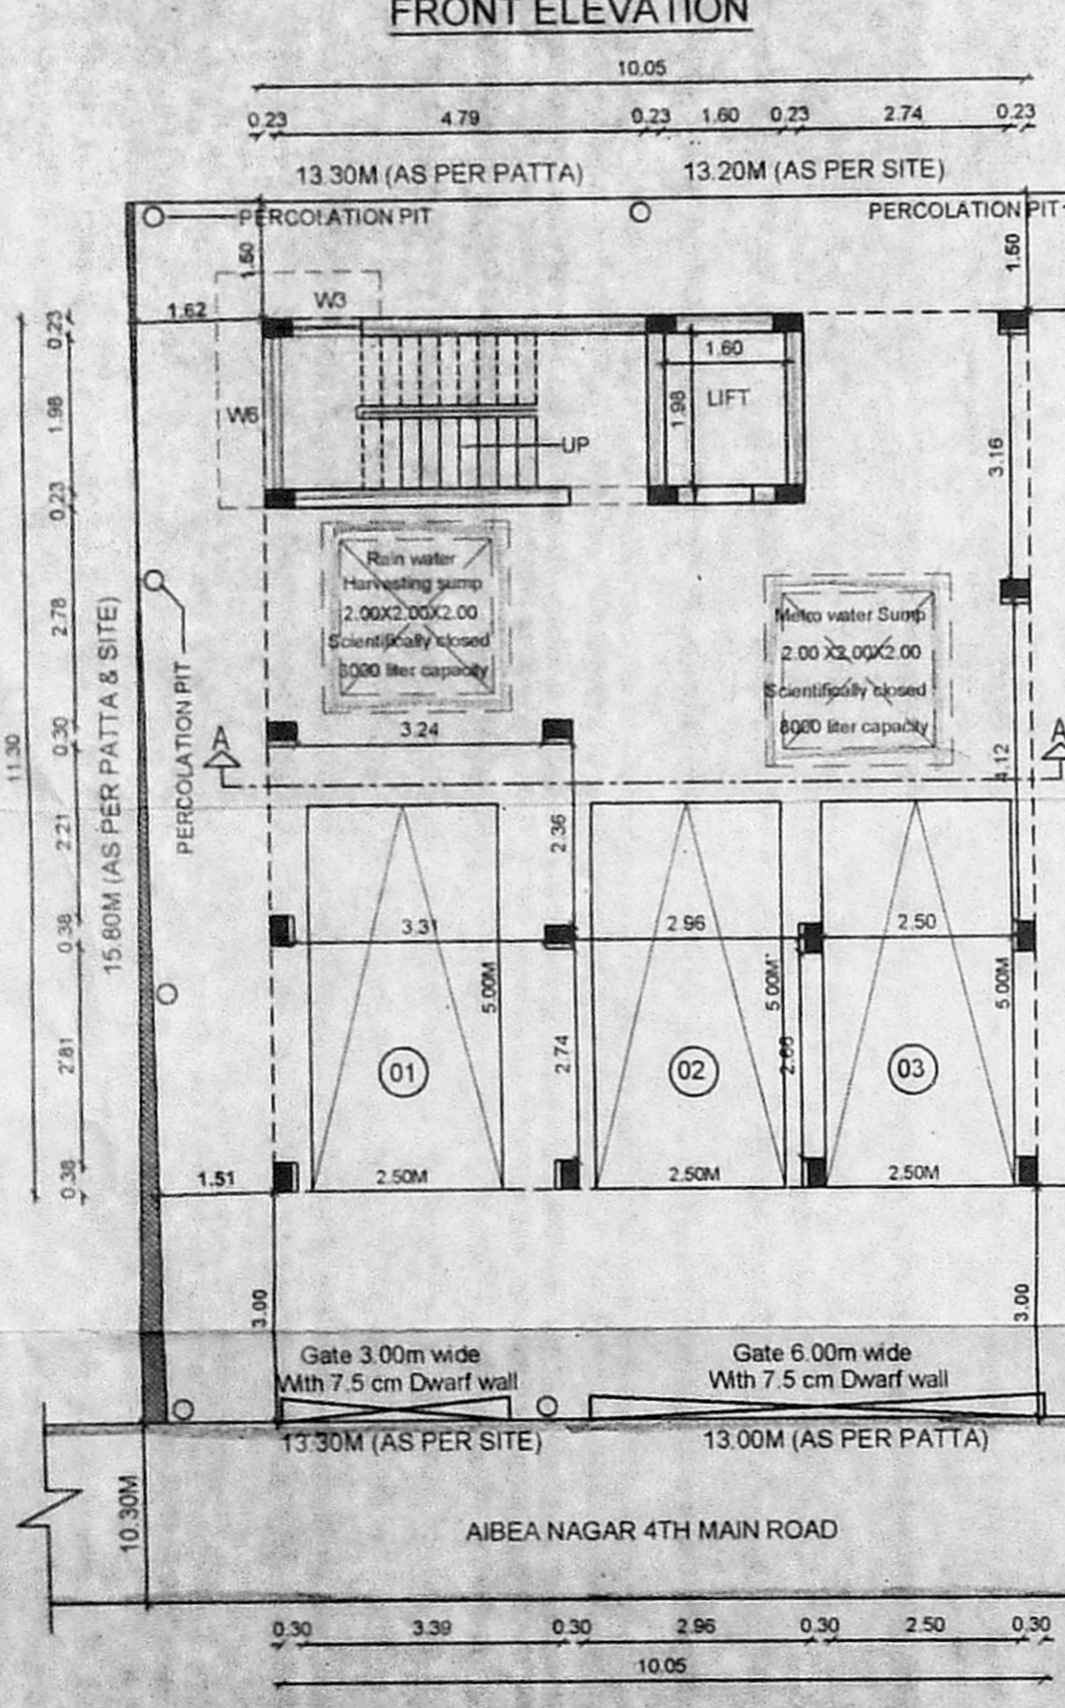 FRONT ELEVATION
10.05
0.23 4.79 0.23 1.60 0.23 2.74 0.23
13.30M (AS PER PATTA) 13.20M (AS PER SITE)
PERCOLATION PIT PERCOLATION PIT
1.50 1.50
1.62 W3
0.23
1.60
W6 1.98 1.98 LIFT
UP
3.16
0.23
Rain water
Harvesting sump
2.00X2.00X2.00
Scientifically closed
liter capacity
Metro water Sump
2.00 X2.00X2.00
Scientifically closed
liter capacity
2.78
15.80M (AS PER PATTA & SITE)
PERCOLATION PIT
11.30
0.30
3.24
A A
4.12
2.21 2.36
0.38 3.31 2.96 2.50
5.00M 5.00M 5.00M
2.81 2.74
01 02 03
0.38 1.51 2.50M 2.50M 2.50M
3.00 3.00
Gate 3.00m wide
With 7.5 cm Dwarf wall
Gate 6.00m wide
With 7.5 cm Dwarf wall
13.30M (AS PER SITE) 13.00M (AS PER PATTA)
10.30M
AIBEA NAGAR 4TH MAIN ROAD
0.30 3.39 0.30 2.96 0.30 2.50 0.30
10.05